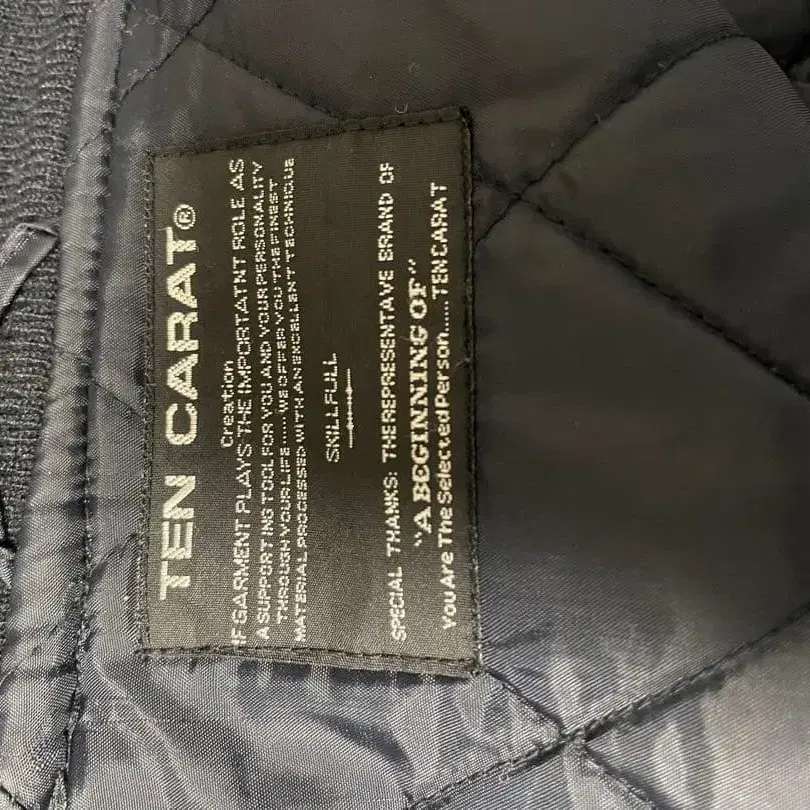 TEN CARAT®
Creation
IF GARMENT PLAYS THE IMPORTATNT ROLE AS
A SUPPORTING TOOL FOR YOU AND YOUR PERSONALITY
THROUGH YOUR LIFE...... WE OFFER YOU THE FINEST
MATERIAL PROCESSED WITH AN EXCELLENT TECHNIQUE
SKILLFULL
SPECIAL THANKS: THEREPRESENTAVE BRAND OF
"A BEGINNING OF"
You Are The Selected Person...... TEN CARAT